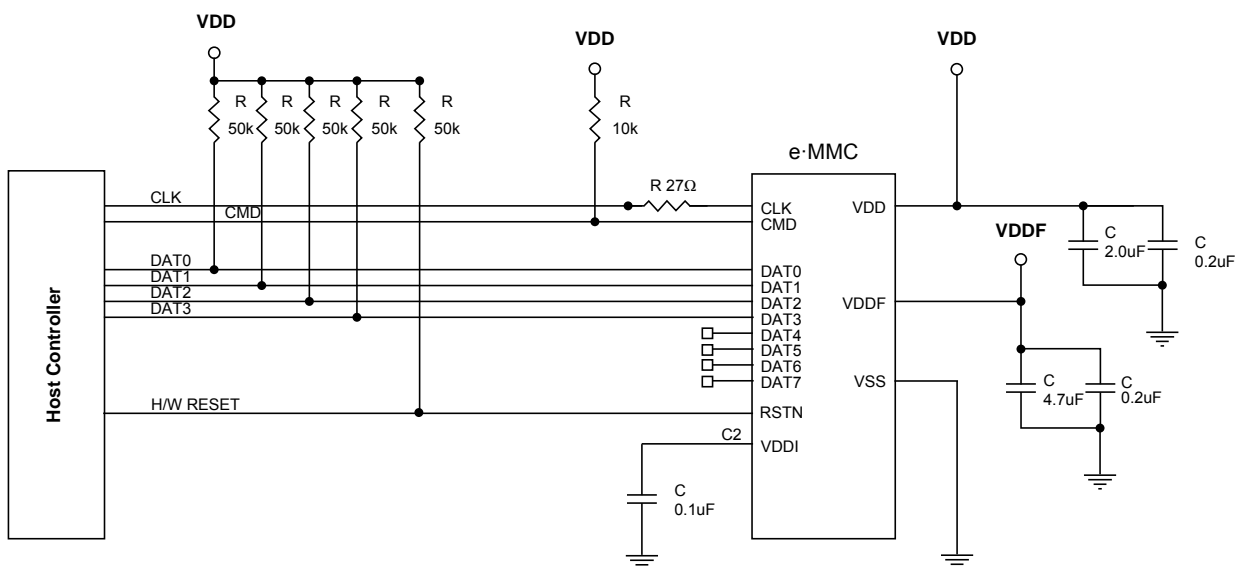 VDD
VDD
VDD
R
50k
R
50k
R
50k
R
50k
R
50k
R
10k
e·MMC
Host Controller
CLK
CMD
R 27Ω
CLK
CMD
VDD
C
2.0uF
C
0.2uF
VDDF
DAT0
DAT1
DAT2
DAT3
DAT0
DAT1
DAT2
DAT3
DAT4
DAT5
DAT6
DAT7
VDDF
VSS
C
4.7uF
C
0.2uF
H/W RESET
RSTN
C2
VDDI
C
0.1uF